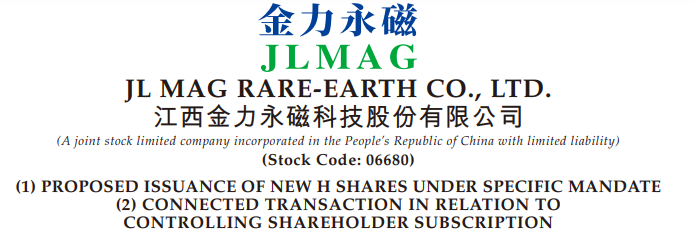 金力永磁
JLMAG
JL MAG RARE-EARTH CO., LTD.
江西金力永磁科技股份有限公司
(A joint stock limited company incorporated in the People's Republic of China with limited liability)
(Stock Code: 06680)
(1) PROPOSED ISSUANCE OF NEW H SHARES UNDER SPECIFIC MANDATE
(2) CONNECTED TRANSACTION IN RELATION TO
CONTROLLING SHAREHOLDER SUBSCRIPTION